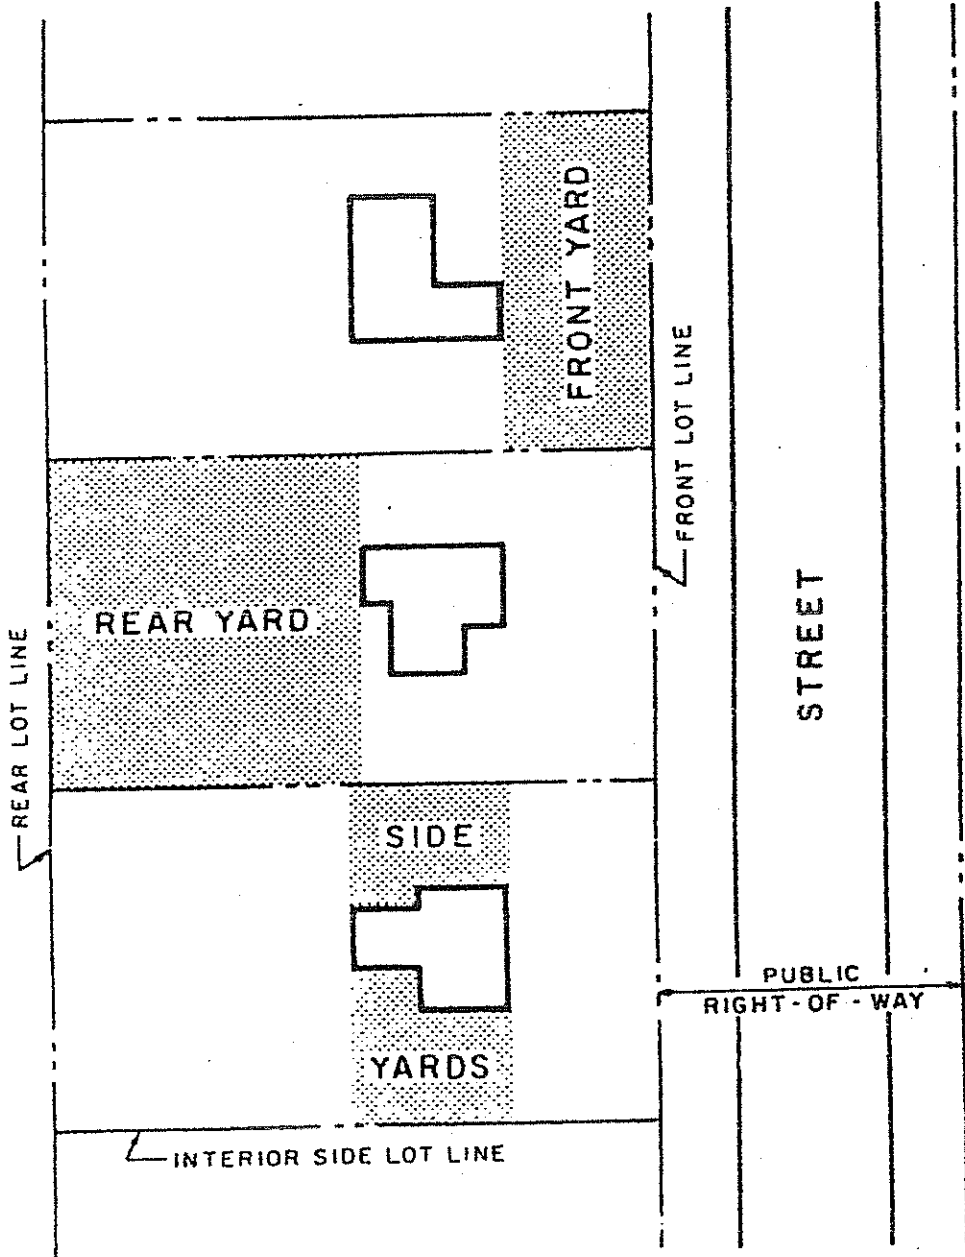 FRONT YARD
FRONT LOT LINE
REAR YARD
REAR LOT LINE
STREET
SIDE
YARDS
PUBLIC
RIGHT-OF-WAY
INTERIOR SIDE LOT LINE